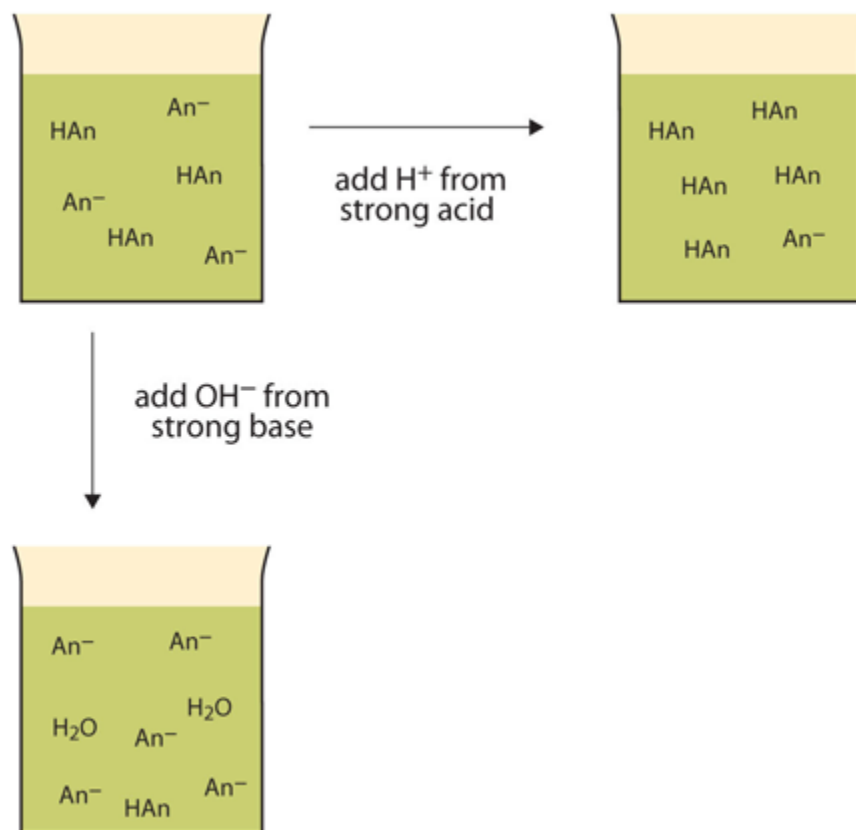 An⁻
HAn
HAn
An⁻
HAn
An⁻
add H⁺ from
strong acid
HAn
HAn
HAn
HAn
HAn
An⁻
add OH⁻ from
strong base
An⁻
An⁻
H₂O
H₂O
An⁻
An⁻
An⁻
HAn